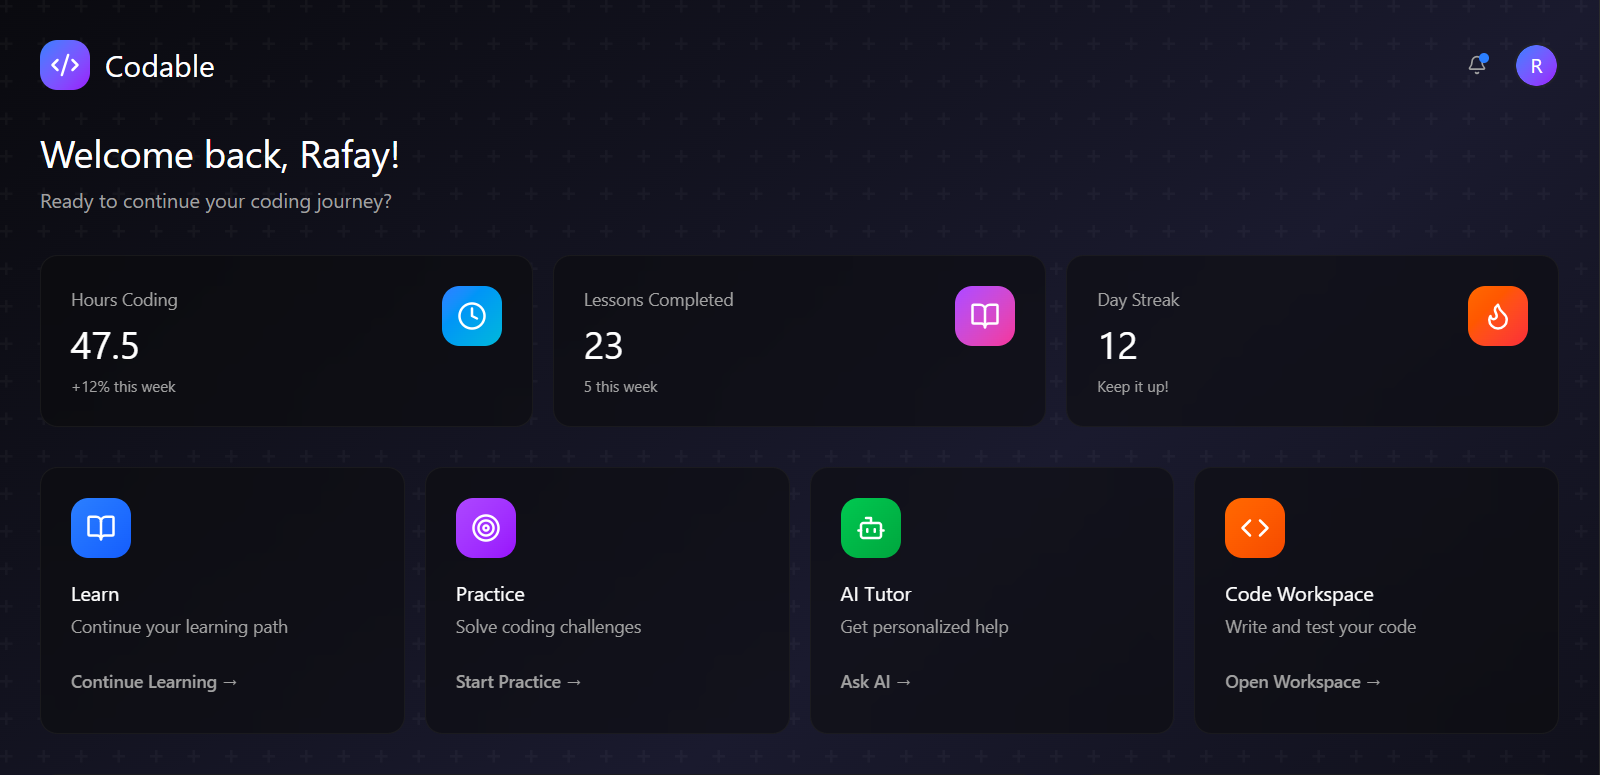 Codable
R
Welcome back, Rafay!
Ready to continue your coding journey?
Hours Coding
47.5
+12% this week
Lessons Completed
23
5 this week
Day Streak
12
Keep it up!
Learn
Continue your learning path
Continue Learning →
Practice
Solve coding challenges
Start Practice →
AI Tutor
Get personalized help
Ask AI →
Code Workspace
Write and test your code
Open Workspace →